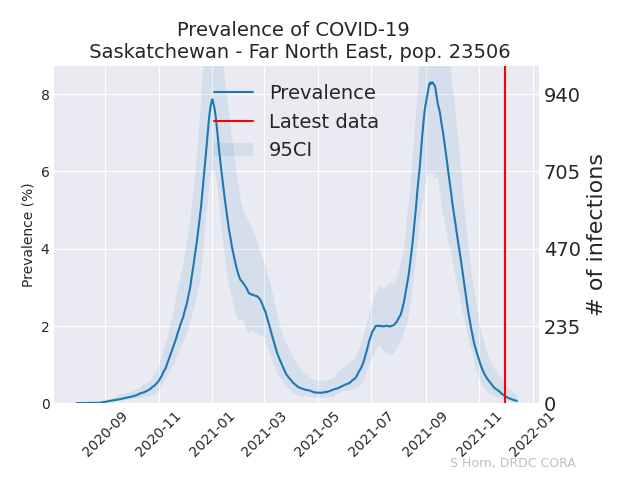 Prevalence of COVID-19
Saskatchewan - Far North East, pop. 23506
Prevalence
Latest data
95CI
Prevalence (%)
8
6
4
2
0
940
705
470
235
0
# of infections
2020-09
2020-11
2021-01
2021-03
2021-05
2021-07
2021-09
2021-11
2022-01
S Horn, DRDC CORA